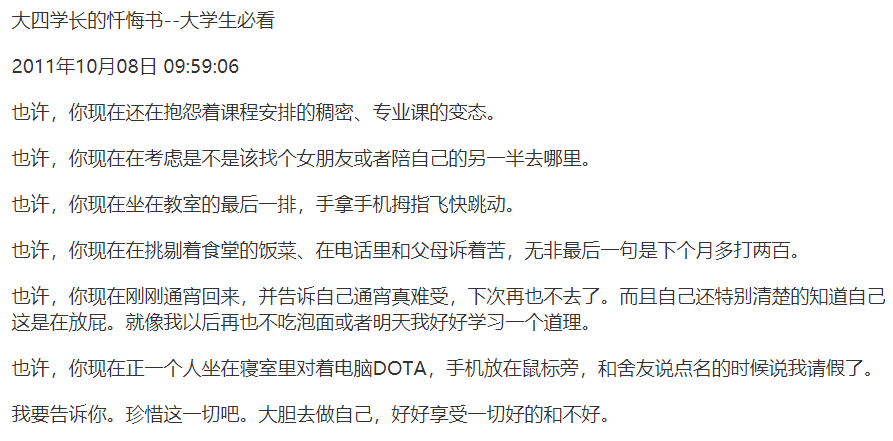 大四学长的忏悔书--大学生必看
2011年10月08日 09:59:06
也许，你现在还在抱怨着课程安排的稠密、专业课的变态。
也许，你现在在考虑是不是该找个女朋友或者陪自己的另一半去哪里。
也许，你现在坐在教室的最后一排，手拿手机拇指飞快跳动。
也许，你现在在挑剔着食堂的饭菜、在电话里和父母诉着苦，无非最后一句是下个月多打两百。
也许，你现在刚刚通宵回来，并告诉自己通宵真难受，下次再也不去了。而且自己还特别清楚的知道自己
这是在放屁。就像我以后再也不吃泡面或者明天我好好学习一个道理。
也许，你现在正一个人坐在寝室里对着电脑DOTA，手机放在鼠标旁，和舍友说点名的时候说我请假了。
我要告诉你。珍惜这一切吧。大胆去做自己，好好享受一切好的和不好。